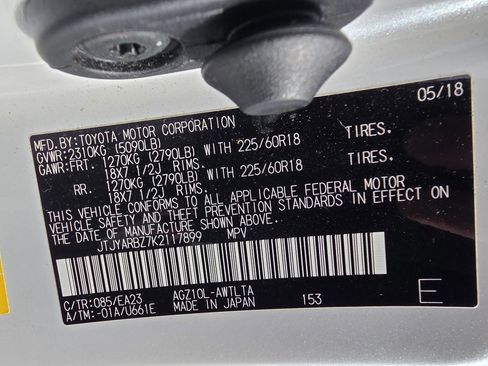 05/18
MFD.BY:TOYOTA MOTOR CORPORATION
GVWR:2310KG (5090LB)
GAWR:FRT. 1270KG (2790LB) WITH 225/60R18 TIRES.
18X7 1/2J RIMS.
RR. 1270KG (2790LB) WITH 225/60R18 TIRES.
18X7 1/2J RIMS.
THIS VEHICLE CONFORMS TO ALL APPLICABLE FEDERAL MOTOR
VEHICLE SAFETY AND THEFT PREVENTION STANDARDS IN EFFECT ON
THE DATE OF MANUFACTURE SHOWN ABOVE.
JTJYARBZ7K2117899 MPV
C/TR:085/EA23 AGZ10L-AWTLTA
A/TM:-01A/U661E MADE IN JAPAN 153 E